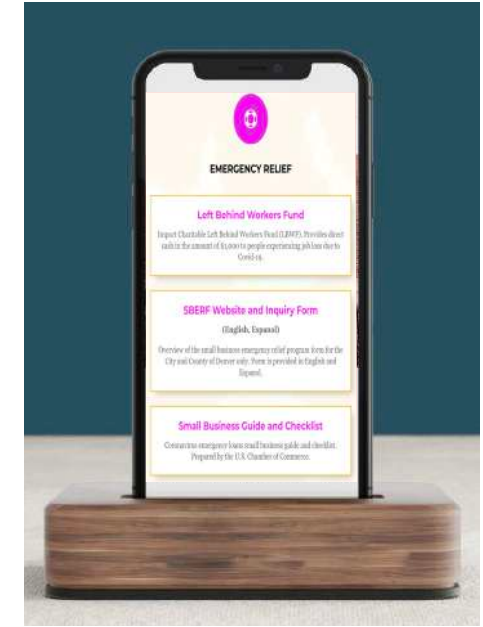 EMERGENCY RELIEF
Left Behind Workers Fund
Impact Charitable Left Behind Workers Fund (LBWF). Provides direct
cash in the amount of $1,000 to people experiencing job loss due to
Covid-19.
SBERF Website and Inquiry Form
(English, Espanol)
Overview of the small business emergency relief program form for the
City and County of Denver only. Form is provided in English and
Espanol.
Small Business Guide and Checklist
Coronavirus emergency loans small business guide and checklist.
Prepared by the U.S. Chamber of Commerce.